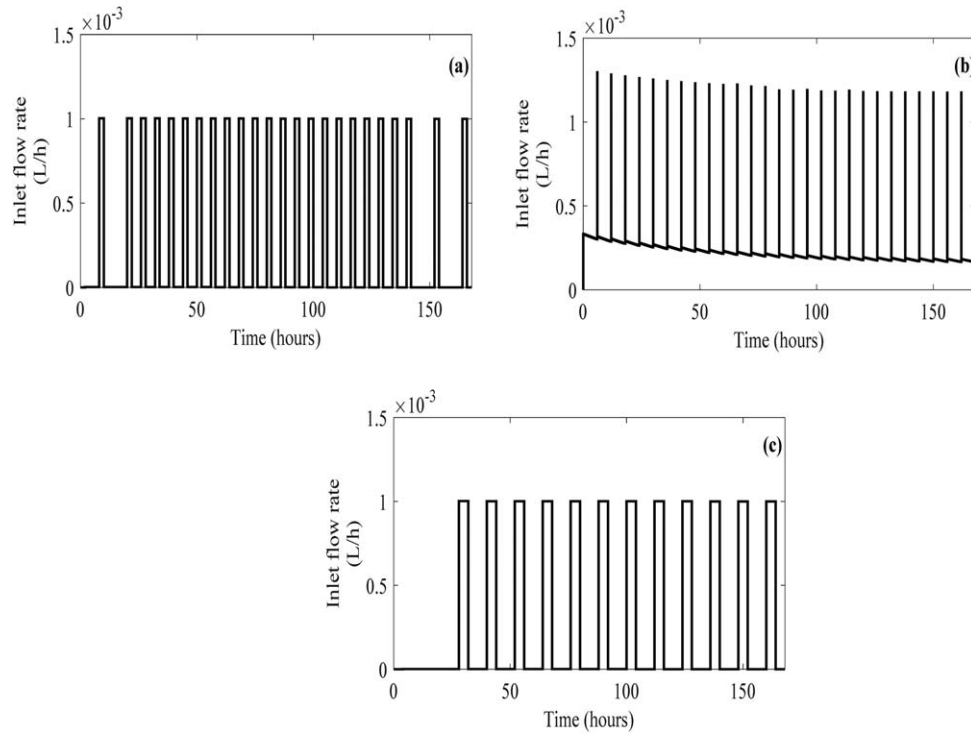 ×10⁻³
1.5
(a)
1
0.5
0
0 50 100 150
Inlet flow rate
(L/h)
Time (hours)
×10⁻³
1.5
(b)
1
0.5
0
0 50 100 150
Inlet flow rate
(L/h)
Time (hours)
×10⁻³
1.5
(c)
1
0.5
0
0 50 100 150
Inlet flow rate
(L/h)
Time (hours)